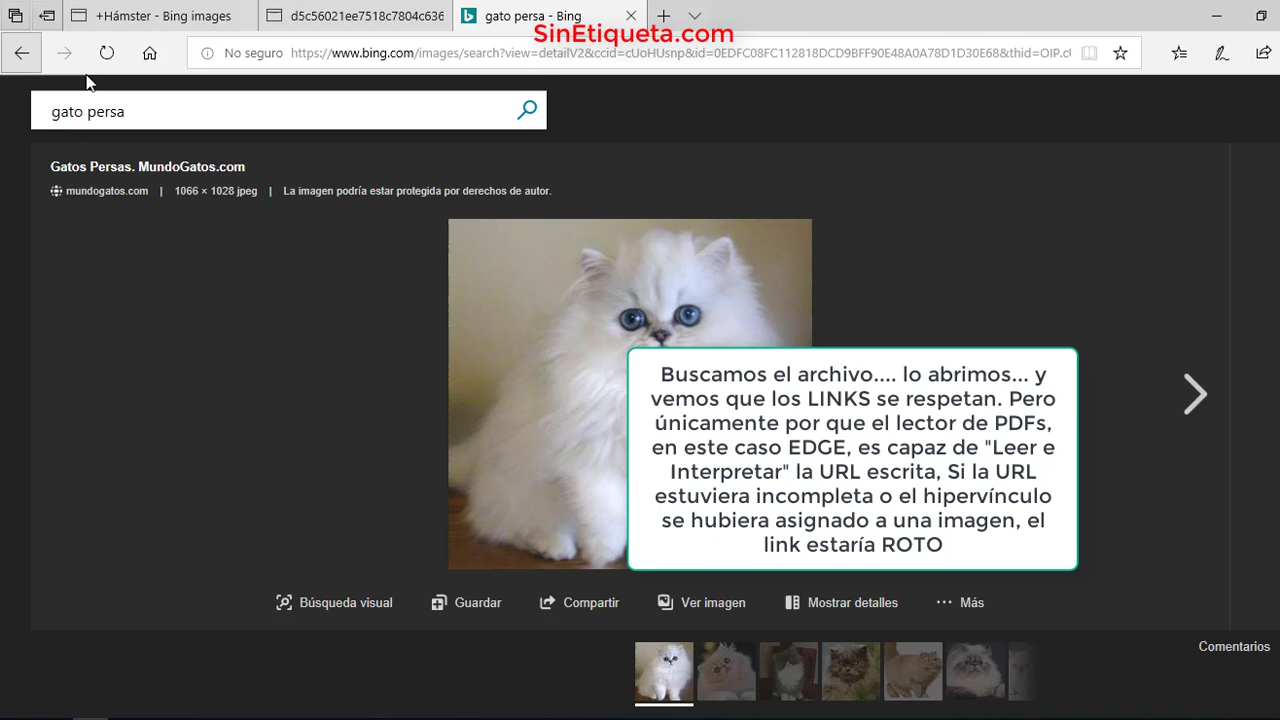 +Hámster - Bing images
d5c56021ee7518c7804c636
gato persa - Bing
SinEtiqueta.com
No seguro
https://www.bing.com/images/search?view=detailV2&ccid=cUoHUsnp&id=0EDFC08FC112818DCD9BFF90E48A0A78D1D30E68&thid=OIP.cU
gato persa
Gatos Persas. MundoGatos.com
mundogatos.com | 1066 × 1028 jpeg | La imagen podría estar protegida por derechos de autor.
Buscamos el archivo.... lo abrimos... y
vemos que los LINKS se respetan. Pero
únicamente por que el lector de PDFs,
en este caso EDGE, es capaz de "Leer e
Interpretar" la URL escrita, Si la URL
estuviera incompleta o el hipervínculo
se hubiera asignado a una imagen, el
link estaría ROTO
Búsqueda visual
Guardar
Compartir
Ver imagen
Mostrar detalles
Más
Comentarios